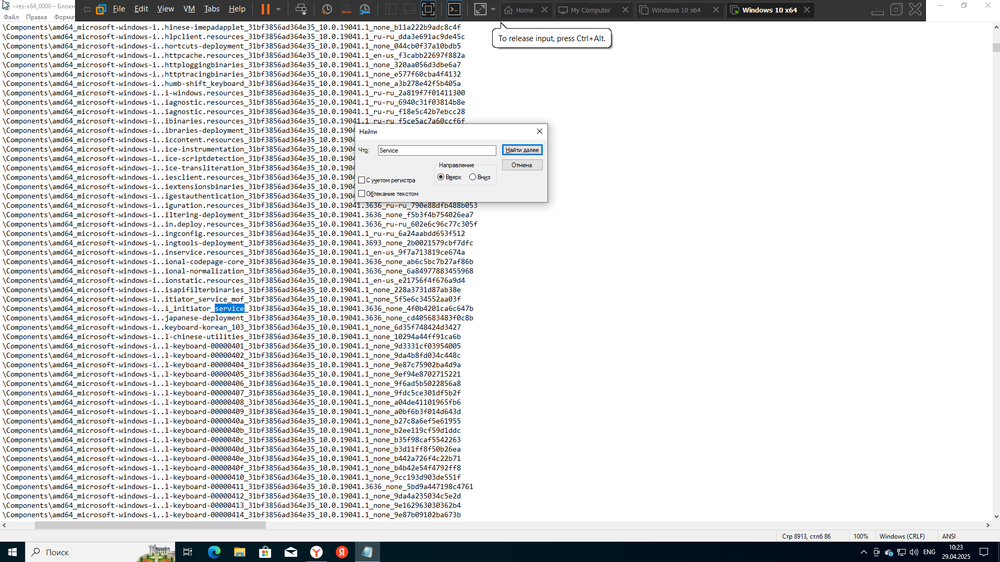 ~res-x64_0000 – Блокн
File Edit View VM Tabs Help
Home
My Computer
Windows 10 x64
Windows 10 x64
Файл Правка Формат
To release input, press Ctrl+Alt.
\Components\amd64_microsoft-windows-i..hinese-imepadapplet_31bf3856ad364e35_10.0.19041.1_none_b11a222b9adc8c4f
\Components\amd64_microsoft-windows-i..hlpclient.resources_31bf3856ad364e35_10.0.19041.1_ru-ru_dda3e691ac9de45c
\Components\amd64_microsoft-windows-i..hortcuts-deployment_31bf3856ad364e35_10.0.19041.1_none_044cb0f37a10bdb5
\Components\amd64_microsoft-windows-i..httpcache.resources_31bf3856ad364e35_10.0.19041.1_en-us_f3cabb22697f882a
\Components\amd64_microsoft-windows-i..httploggingbinaries_31bf3856ad364e35_10.0.19041.1_none_320aa056d3dbe6a7
\Components\amd64_microsoft-windows-i..httptracingbinaries_31bf3856ad364e35_10.0.19041.1_none_e577f60cba4f4132
\Components\amd64_microsoft-windows-i..humb-shift_keyboard_31bf3856ad364e35_10.0.19041.1_none_a3b278e42f5b405a
\Components\amd64_microsoft-windows-i..i-windows.resources_31bf3856ad364e35_10.0.19041.1_ru-ru_2a819f7f01411300
\Components\amd64_microsoft-windows-i..iagnostic.resources_31bf3856ad364e35_10.0.19041.1_ru-ru_6940c31f03814b8e
\Components\amd64_microsoft-windows-i..iagnostic.resources_31bf3856ad364e35_10.0.19041.1_ru-ru_f18e5c42b7ebcc28
\Components\amd64_microsoft-windows-i..ibinaries.resources_31bf3856ad364e35_10.0.19041.1_ru-ru_f5ce5ac7a60ccf6f
\Components\amd64_microsoft-windows-i..ibraries-deployment_31bf3856ad364e35_10.0.1904
\Components\amd64_microsoft-windows-i..iccontent.resources_31bf3856ad364e35_10.0.1904
\Components\amd64_microsoft-windows-i..ice-instrumentation_31bf3856ad364e35_10.0.1904
\Components\amd64_microsoft-windows-i..ice-scriptdetection_31bf3856ad364e35_10.0.1904
\Components\amd64_microsoft-windows-i..ice-transliteration_31bf3856ad364e35_10.0.1904
\Components\amd64_microsoft-windows-i..iesclient.resources_31bf3856ad364e35_10.0.1904
\Components\amd64_microsoft-windows-i..iextensionsbinaries_31bf3856ad364e35_10.0.1904
\Components\amd64_microsoft-windows-i..igestauthentication_31bf3856ad364e35_10.0.1904
\Components\amd64_microsoft-windows-i..iguration.resources_31bf3856ad364e35_10.0.19041.3636_ru-ru_790e88dfb488b053
\Components\amd64_microsoft-windows-i..iltering-deployment_31bf3856ad364e35_10.0.19041.3636_none_f5b3f4b754026ea7
\Components\amd64_microsoft-windows-i..in.deploy.resources_31bf3856ad364e35_10.0.19041.3636_ru-ru_602e6c96c77c305f
\Components\amd64_microsoft-windows-i..ingconfig.resources_31bf3856ad364e35_10.0.19041.1_ru-ru_6a24aabdd653f512
\Components\amd64_microsoft-windows-i..ingtools-deployment_31bf3856ad364e35_10.0.19041.3693_none_2b0021579cbf7dfc
\Components\amd64_microsoft-windows-i..inservice.resources_31bf3856ad364e35_10.0.19041.1_en-us_9f7a713819ce674a
\Components\amd64_microsoft-windows-i..ional-codepage-core_31bf3856ad364e35_10.0.19041.3636_none_ab6c5bc7b27af86b
\Components\amd64_microsoft-windows-i..ional-normalization_31bf3856ad364e35_10.0.19041.3636_none_6a84977883455968
\Components\amd64_microsoft-windows-i..ionstatic.resources_31bf3856ad364e35_10.0.19041.1_en-us_e21756f4f676a9d4
\Components\amd64_microsoft-windows-i..isapifilterbinaries_31bf3856ad364e35_10.0.19041.1_none_228a3731d87ab38e
\Components\amd64_microsoft-windows-i..itiator_service_mof_31bf3856ad364e35_10.0.19041.1_none_5f5e6c34552aa03f
\Components\amd64_microsoft-windows-i..i_initiator_service_31bf3856ad364e35_10.0.19041.3636_none_4f0b4201ca6c647b
\Components\amd64_microsoft-windows-i..japanese-deployment_31bf3856ad364e35_10.0.19041.3636_none_cd405683483f0c8b
\Components\amd64_microsoft-windows-i..keyboard-korean_103_31bf3856ad364e35_10.0.19041.1_none_6d35f748424d3427
\Components\amd64_microsoft-windows-i..l-chinese-utilities_31bf3856ad364e35_10.0.19041.1_none_10294a44ff91ca6b
\Components\amd64_microsoft-windows-i..l-keyboard-00000401_31bf3856ad364e35_10.0.19041.1_none_9d3331cf03954005
\Components\amd64_microsoft-windows-i..l-keyboard-00000402_31bf3856ad364e35_10.0.19041.1_none_9da4b8fd034c448c
\Components\amd64_microsoft-windows-i..l-keyboard-00000404_31bf3856ad364e35_10.0.19041.1_none_9e87c75902ba4d9a
\Components\amd64_microsoft-windows-i..l-keyboard-00000405_31bf3856ad364e35_10.0.19041.1_none_9ef94e8702715221
\Components\amd64_microsoft-windows-i..l-keyboard-00000406_31bf3856ad364e35_10.0.19041.1_none_9f6ad5b5022856a8
\Components\amd64_microsoft-windows-i..l-keyboard-00000407_31bf3856ad364e35_10.0.19041.1_none_9fdc5ce301df5b2f
\Components\amd64_microsoft-windows-i..l-keyboard-00000408_31bf3856ad364e35_10.0.19041.1_none_a04de41101965fb6
\Components\amd64_microsoft-windows-i..l-keyboard-00000409_31bf3856ad364e35_10.0.19041.1_none_a0bf6b3f014d643d
\Components\amd64_microsoft-windows-i..l-keyboard-0000040a_31bf3856ad364e35_10.0.19041.1_none_b27c8a6ef5e61955
\Components\amd64_microsoft-windows-i..l-keyboard-0000040b_31bf3856ad364e35_10.0.19041.1_none_b2ee119cf59d1ddc
\Components\amd64_microsoft-windows-i..l-keyboard-0000040c_31bf3856ad364e35_10.0.19041.1_none_b35f98caf5542263
\Components\amd64_microsoft-windows-i..l-keyboard-0000040d_31bf3856ad364e35_10.0.19041.1_none_b3d11ff8f50b26ea
\Components\amd64_microsoft-windows-i..l-keyboard-0000040e_31bf3856ad364e35_10.0.19041.1_none_b442a726f4c22b71
\Components\amd64_microsoft-windows-i..l-keyboard-0000040f_31bf3856ad364e35_10.0.19041.1_none_b4b42e54f4792ff8
\Components\amd64_microsoft-windows-i..l-keyboard-00000410_31bf3856ad364e35_10.0.19041.1_none_9cc193d903de551f
\Components\amd64_microsoft-windows-i..l-keyboard-00000411_31bf3856ad364e35_10.0.19041.3636_none_5bd9a447198c4761
\Components\amd64_microsoft-windows-i..l-keyboard-00000412_31bf3856ad364e35_10.0.19041.1_none_9da4a235034c5e2d
\Components\amd64_microsoft-windows-i..l-keyboard-00000413_31bf3856ad364e35_10.0.19041.1_none_9e162963030362b4
\Components\amd64_microsoft-windows-i..l-keyboard-00000414_31bf3856ad364e35_10.0.19041.1_none_9e87b09102ba673b
Найти
Что: Service
Найти далее
Направление
Отмена
Вверх Вниз
С учетом регистра
Обтекание текстом
Стр 8913, стлб 86
100%
Windows (CRLF)
ANSI
Поиск
ENG
10:23
29.04.2025